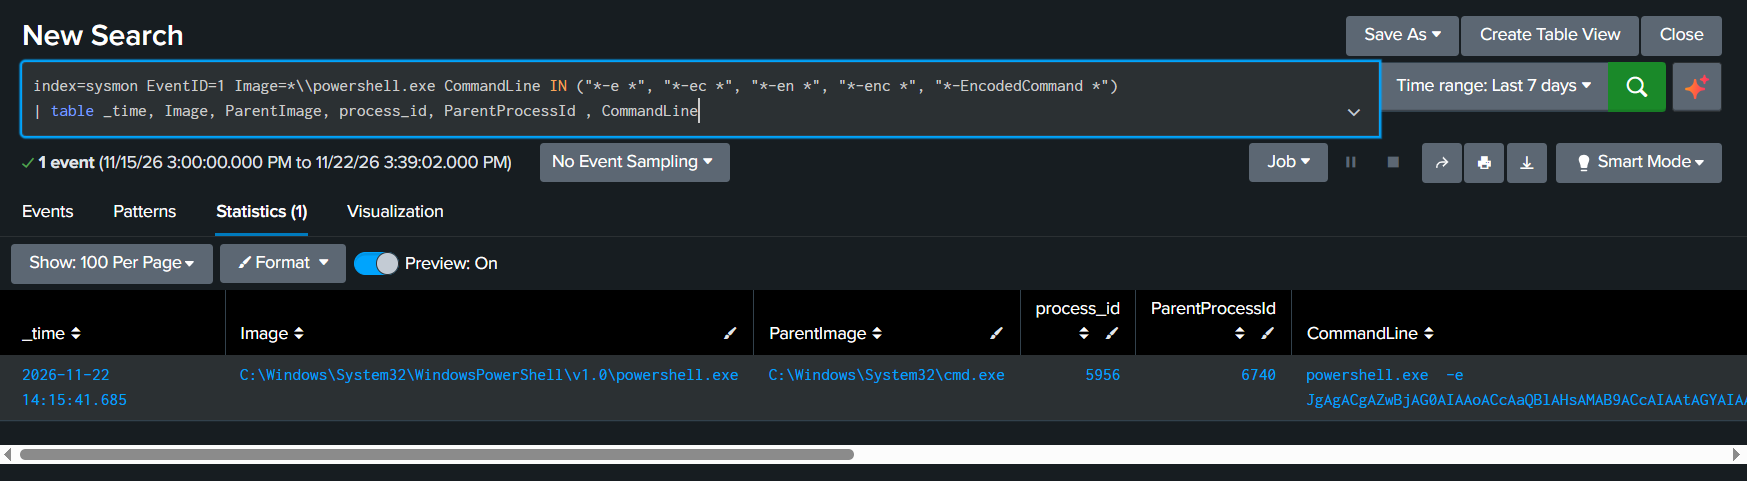 New Search
Save As
Create Table View
Close
index=sysmon EventID=1 Image=*\\powershell.exe CommandLine IN ("*-e *", "*-ec *", "*-en *", "*-enc *", "*-EncodedCommand *")
| table _time, Image, ParentImage, process_id, ParentProcessId , CommandLine
Time range: Last 7 days
1 event (11/15/26 3:00:00.000 PM to 11/22/26 3:39:02.000 PM)
No Event Sampling
Job
Smart Mode
Events
Patterns
Statistics (1)
Visualization
Show: 100 Per Page
Format
Preview: On
_time
Image
ParentImage
process_id
ParentProcessId
CommandLine
2026-11-22
14:15:41.685
C:\Windows\System32\WindowsPowerShell\v1.0\powershell.exe
C:\Windows\System32\cmd.exe
5956
6740
powershell.exe  -e
JgAgACgAZwBjAG0AIAAoACcAaQBlAHsAMAB9ACcAIAAtAGYAIAA